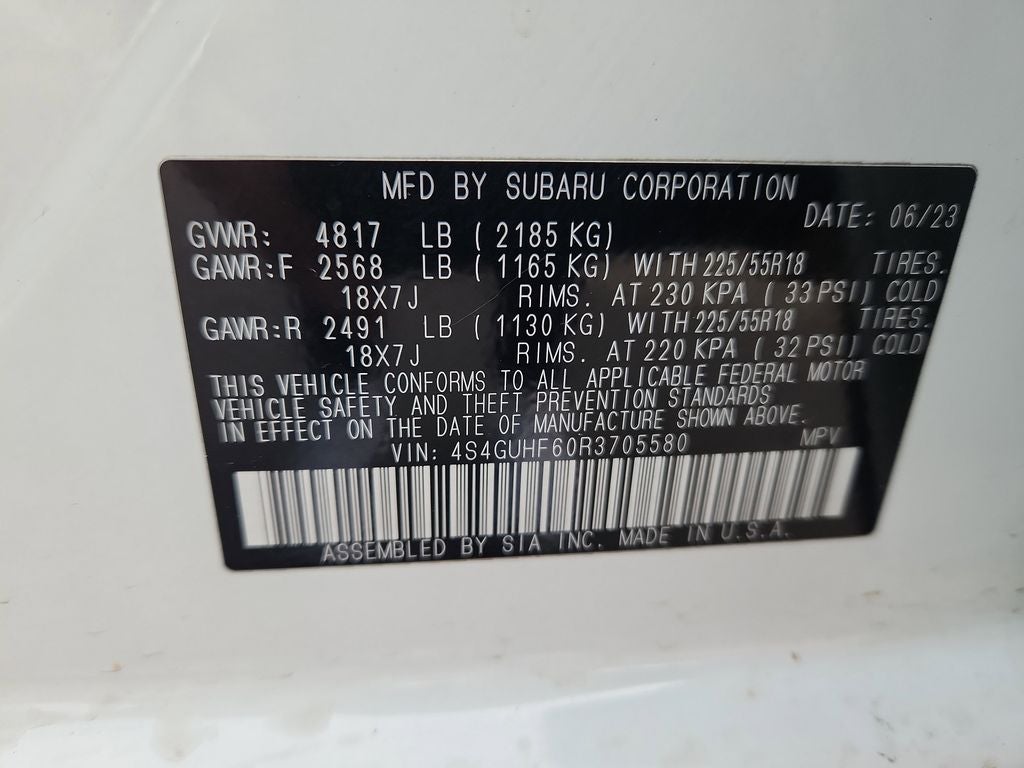 MFD BY SUBARU CORPORATION
DATE: 06/23
GVWR: 4817 LB ( 2185 KG)
GAWR:F 2568 LB ( 1165 KG) WITH 225/55R18 TIRES.
18X7J RIMS. AT 230 KPA ( 33 PSI) COLD
GAWR:R 2491 LB ( 1130 KG) WITH 225/55R18 TIRES.
18X7J RIMS. AT 220 KPA ( 32 PSI) COLD
THIS VEHICLE CONFORMS TO ALL APPLICABLE FEDERAL MOTOR
VEHICLE SAFETY AND THEFT PREVENTION STANDARDS
IN EFFECT ON THE DATE OF MANUFACTURE SHOWN ABOVE.
VIN: 4S4GUHF60R3705580 MPV
ASSEMBLED BY SIA INC. MADE IN U.S.A.